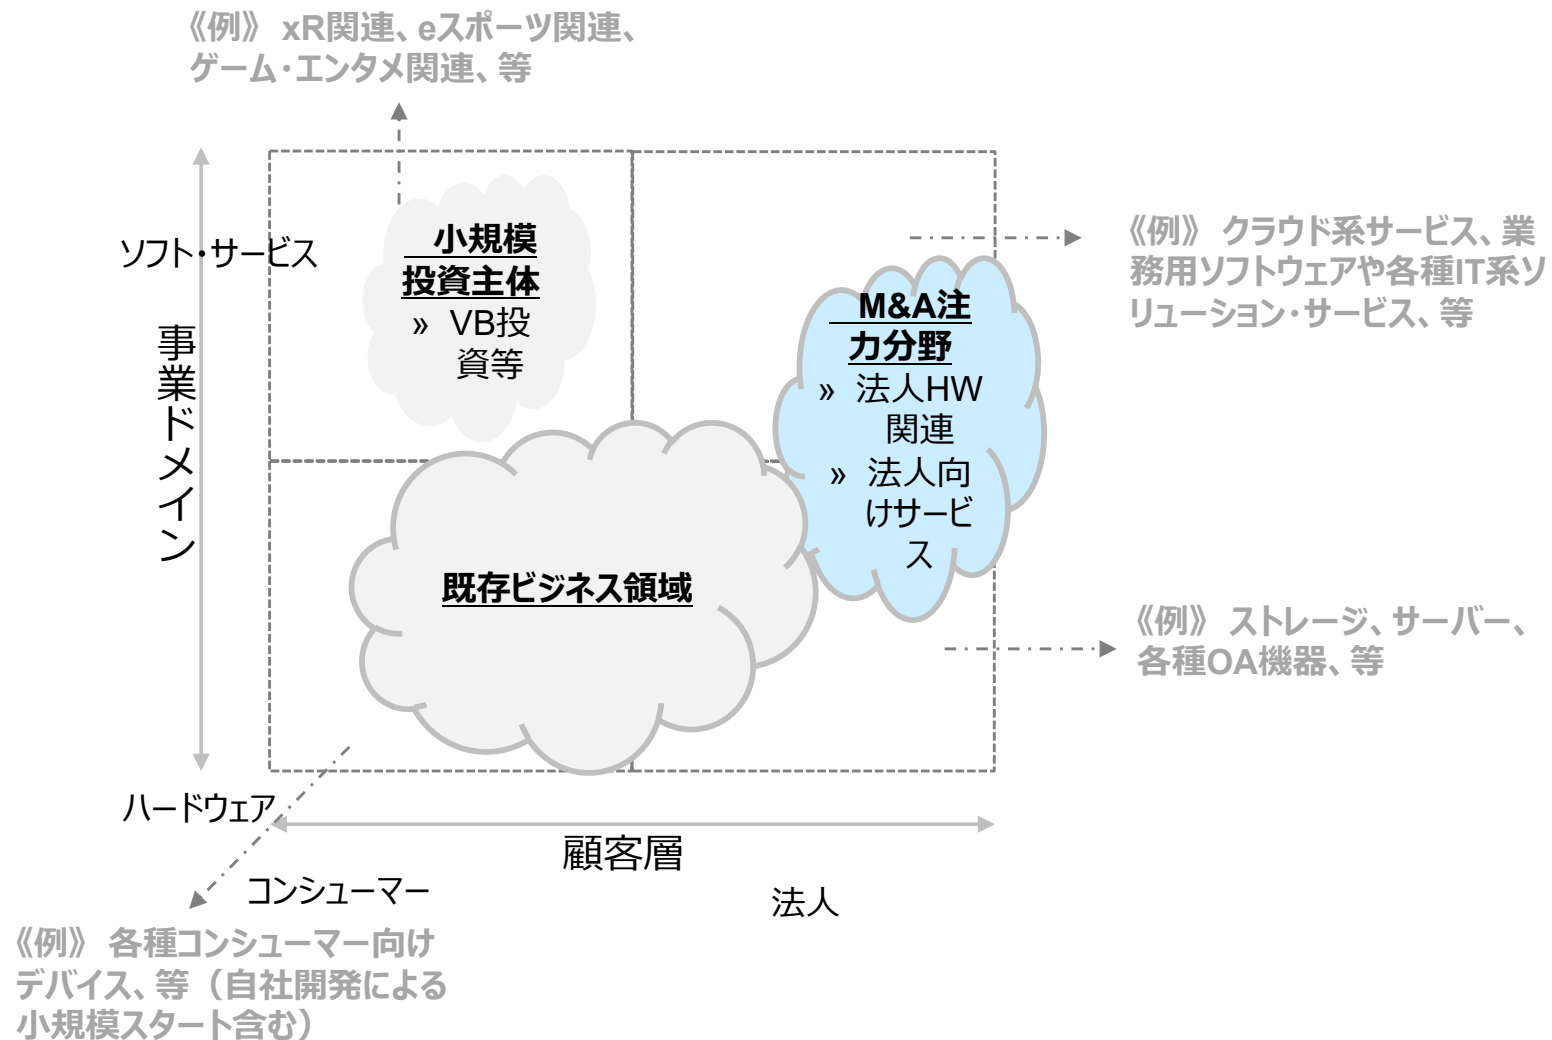 《例》 xR関連、eスポーツ関連、
ゲーム・エンタメ関連、等
ソフト・サービス
事業ドメイン
ハードウェア
小規模
投資主体
» VB投
資等
M&A注
力分野
» 法人HW
関連
» 法人向
けサービ
ス
既存ビジネス領域
《例》 クラウド系サービス、業
務用ソフトウェアや各種IT系ソ
リューション・サービス、等
《例》 ストレージ、サーバー、
各種OA機器、等
顧客層
コンシューマー
法人
《例》 各種コンシューマー向け
デバイス、等（自社開発による
小規模スタート含む）